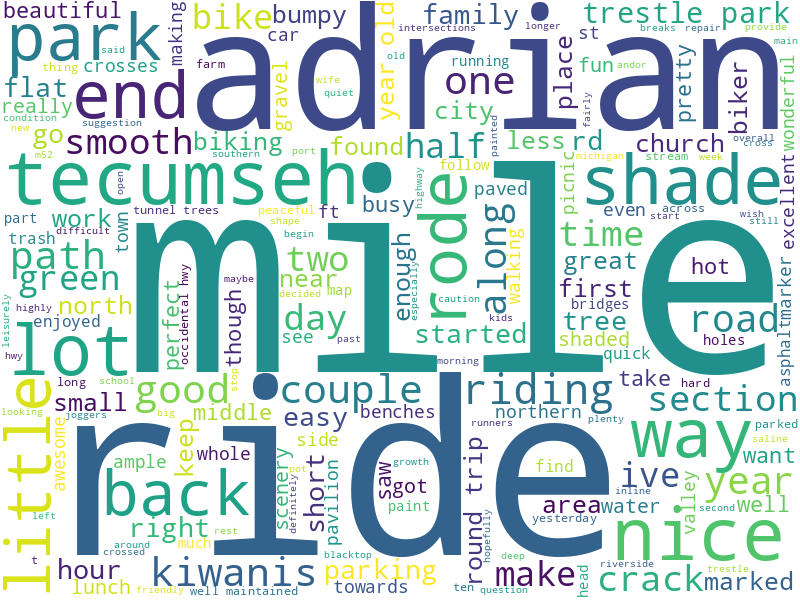 beautiful
bike
bumpy
family
trestle park
park
adrian
making
crosses
car
year old
said
intersections
longer
breaks
repair
provide
main
thing
farm
old
andor
end
flat
really
condition
new
suggestion
gravel
wife
quiet
running
one
place
fun
st
pretty
biker
wonderful
city
fairly
painted
smooth
go
biking
found
half
less
rd
church
overall
cross
m52
southern
port
follow
michigan
week
stream
excellent
tecumseh
mile
shade
picnic
open
busy
paved
even
across
wish
start
still
highway
part
work
town
tunnel trees
peaceful
shape
ft
rode
along
walking
time
trash
path
difficult
begin
two
enough
great
hot
green
near
map
especially
first
bridges
north
perfect
occidental hwy
maybe
decided
caution
tree
road
leisurely
enjoyed
though
day
see
past
kids
started
shaded
holes
asphalt
marker
lot
highly
morning
quick
hwy
long
school
stop
good
couple
riding
take
hard
section
looking
small
joggers
big
middle
easy
benches
northern
runners
plenty
parked
little
awesome
keep
whole
side
way
want
saline
ride
ample
scenery
short
pavilion
saw
got
growth
pot
find
ive
year
back
definitely
paint
round trip
area
water
valley
inline
second
well
left
right
rest
yesterday
nice
t
crossed
around
much
blacktop
hopefully
deep
hour
kiwanis
parking
make
crack
marked
riverside
lunch
friendly
well maintained
towards
ten
question
head
trestle